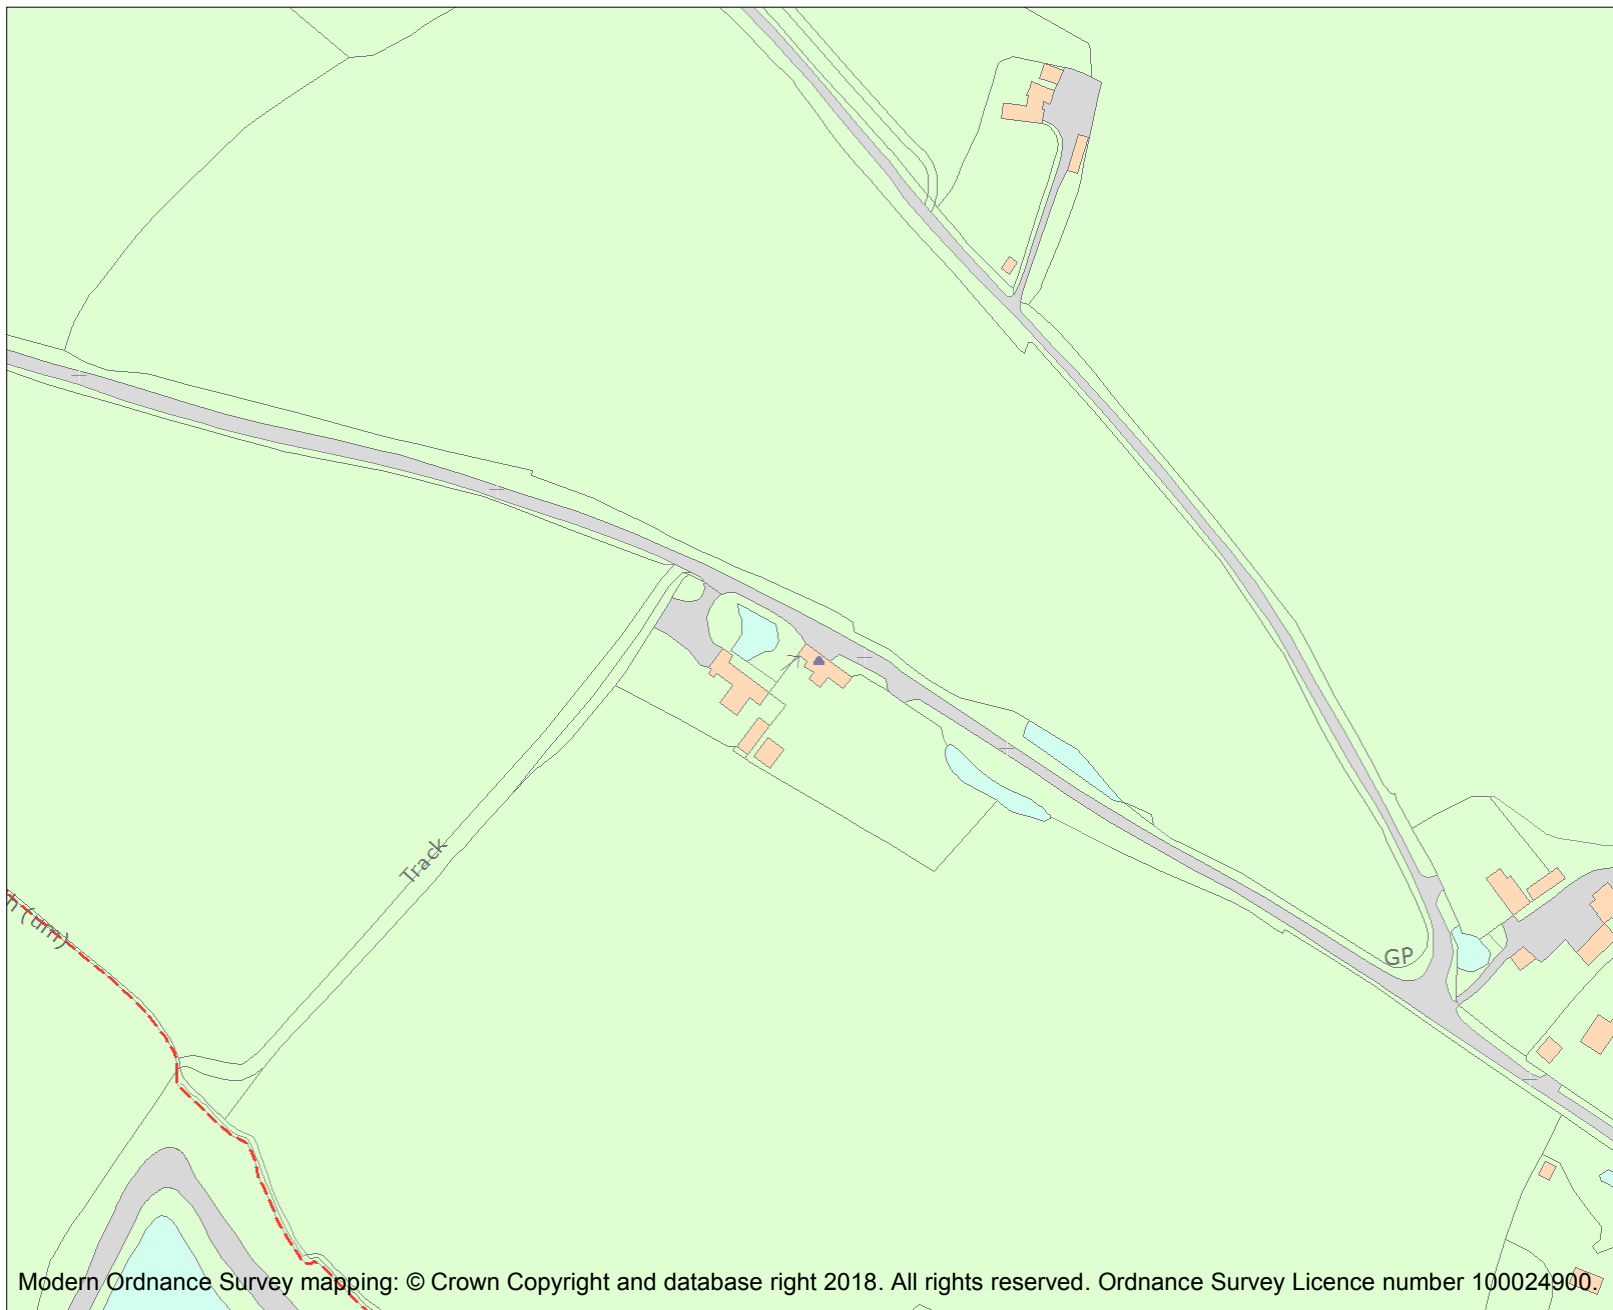 Track
h (um)
GP
Modern Ordnance Survey mapping: © Crown Copyright and database right 2018. All rights reserved. Ordnance Survey Licence number 100024900.